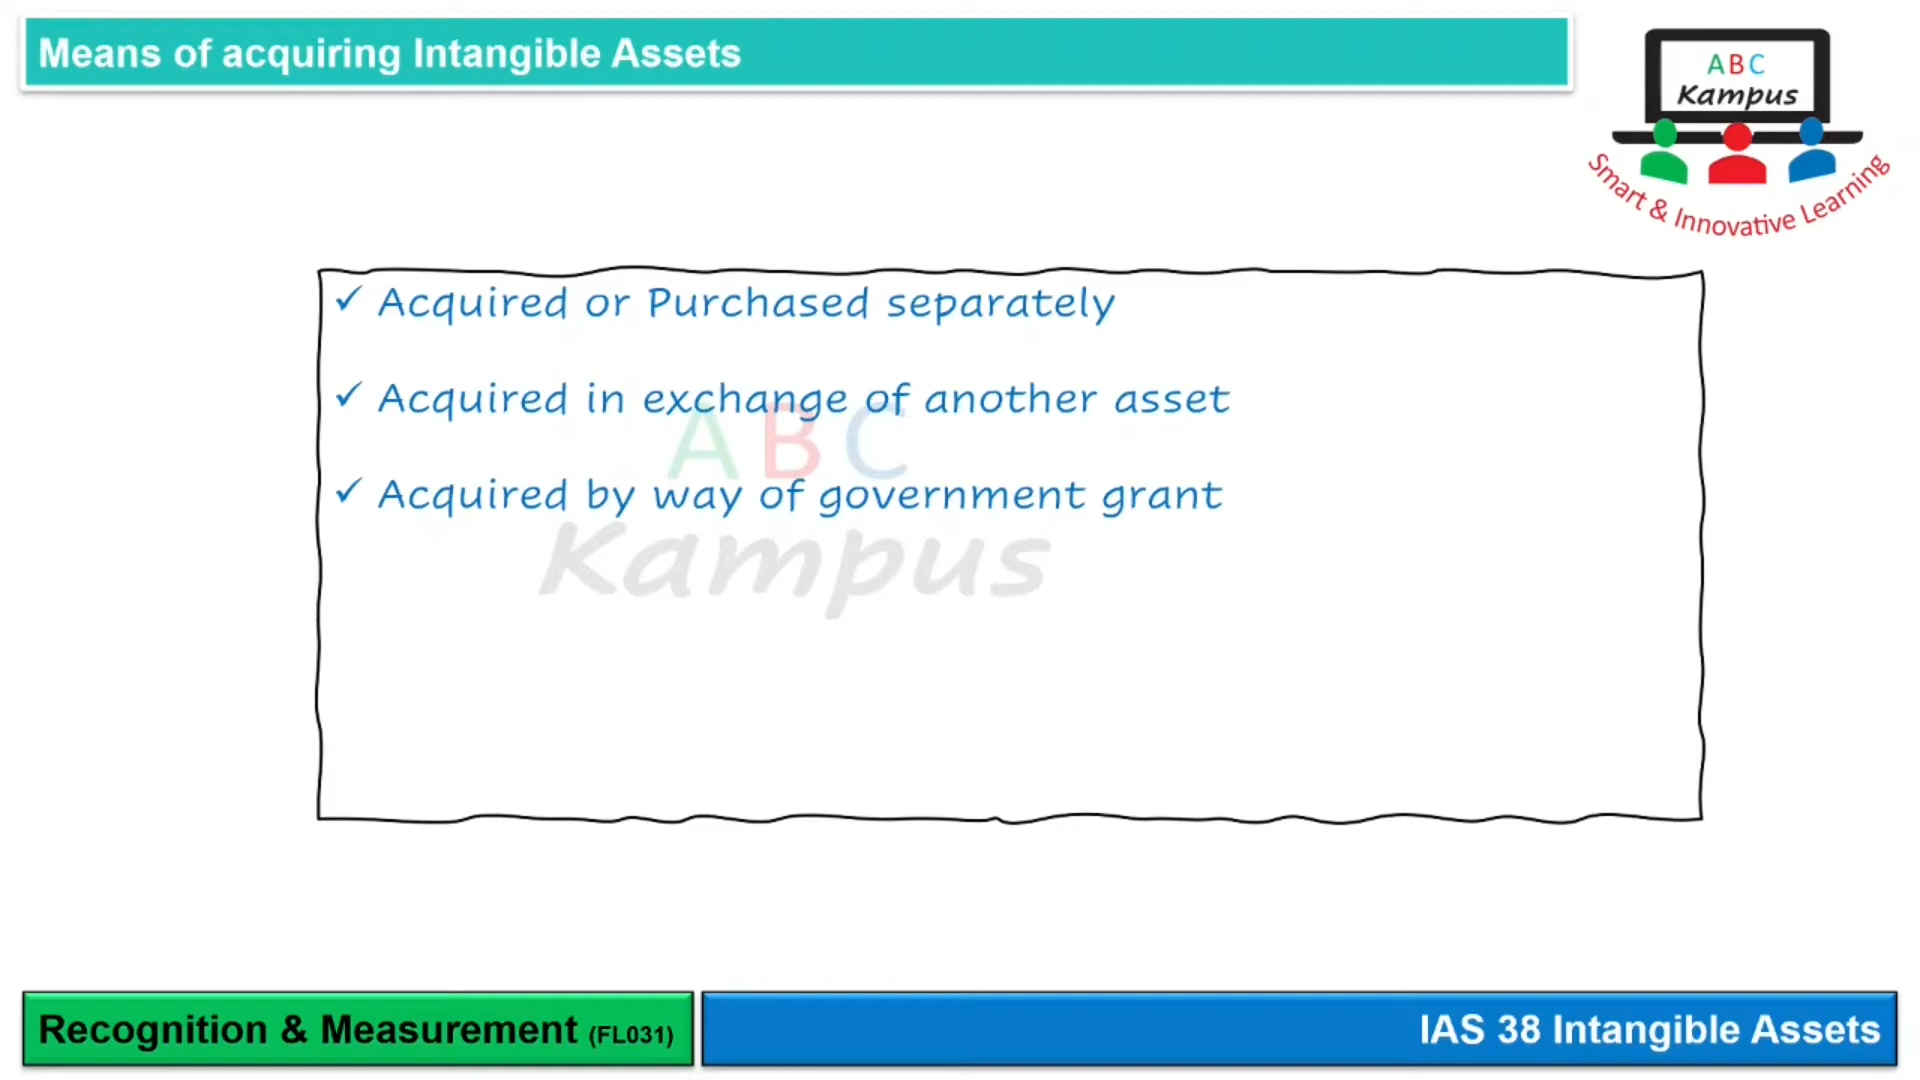 Means of acquiring Intangible Assets
ABC
Kampus
Smart & Innovative Learning
✓ Acquired or Purchased separately
✓ Acquired in exchange of another asset
✓ Acquired by way of government grant
ABC
Kampus
Recognition & Measurement (FL031)
IAS 38 Intangible Assets